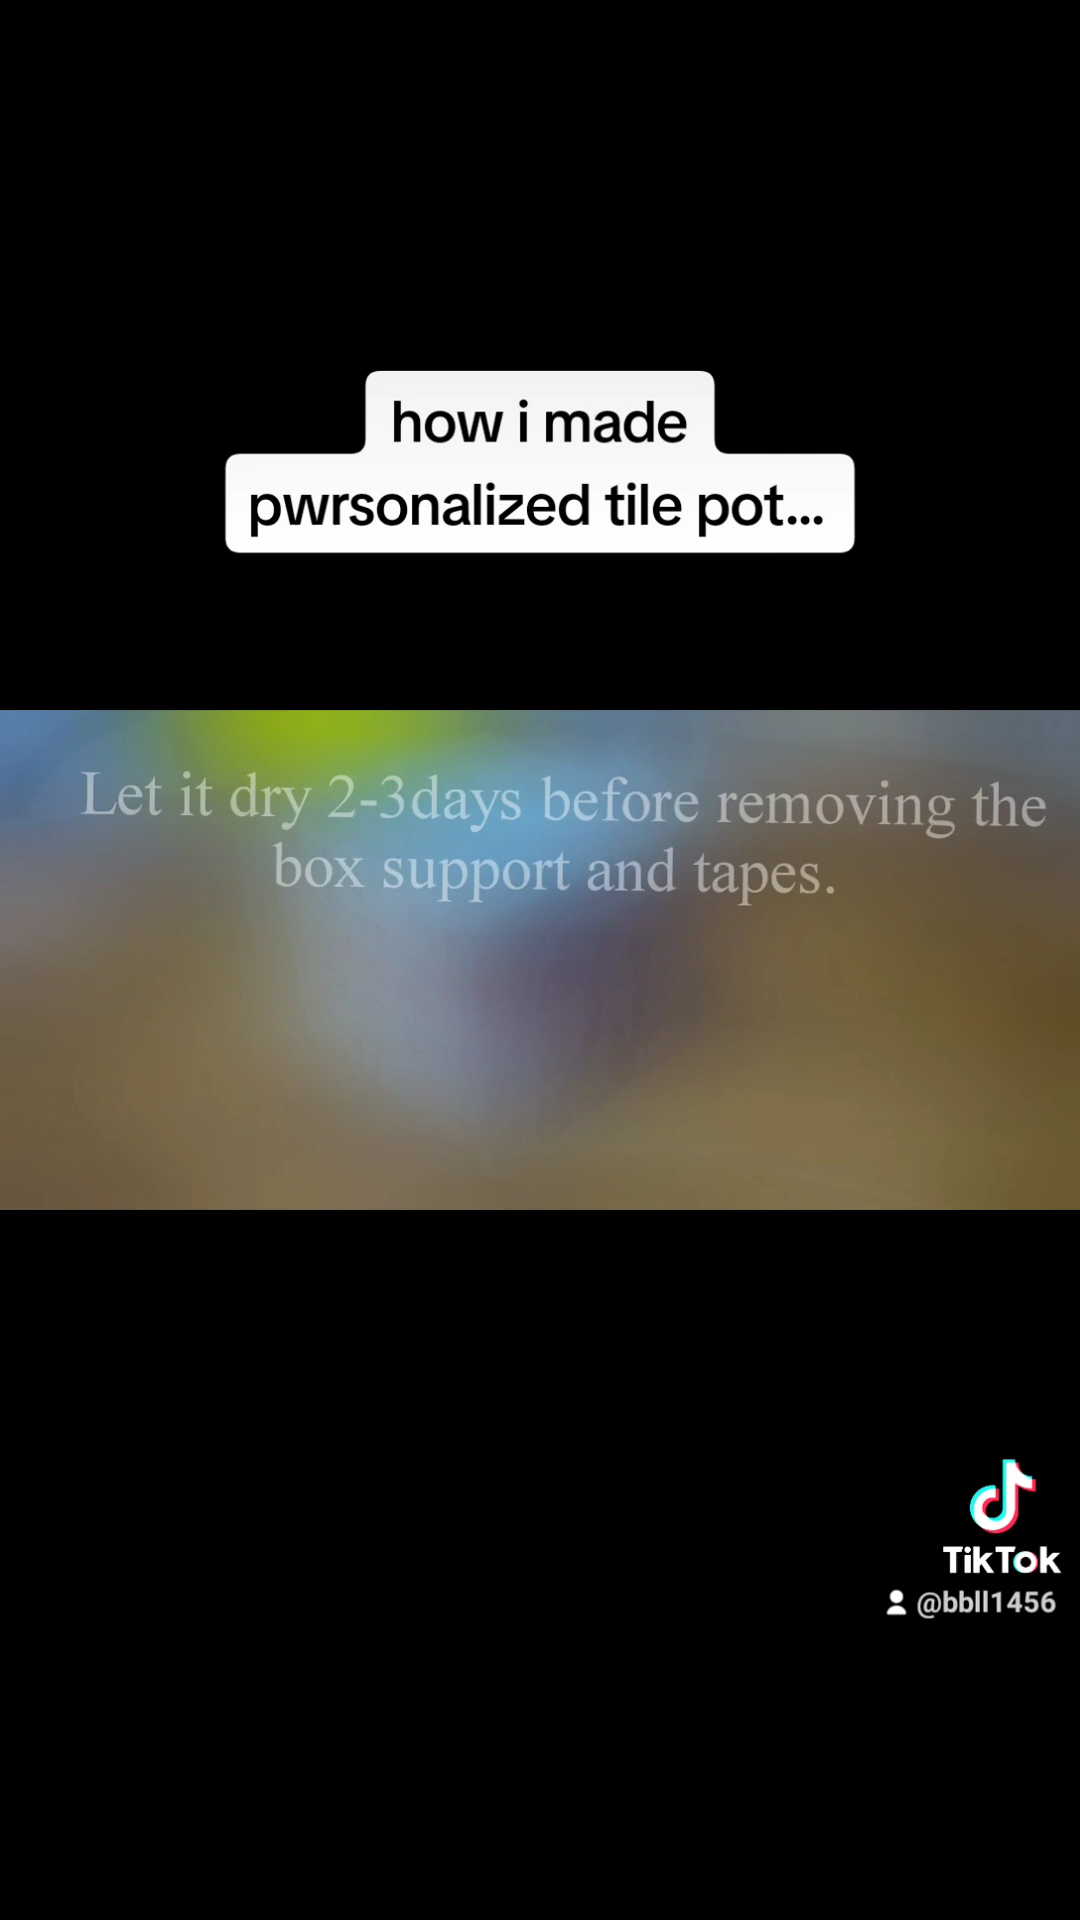 how i made
pwrsonalized tile pot...
Let it dry 2-3days before removing the
box support and tapes.
TikTok
@bbll1456